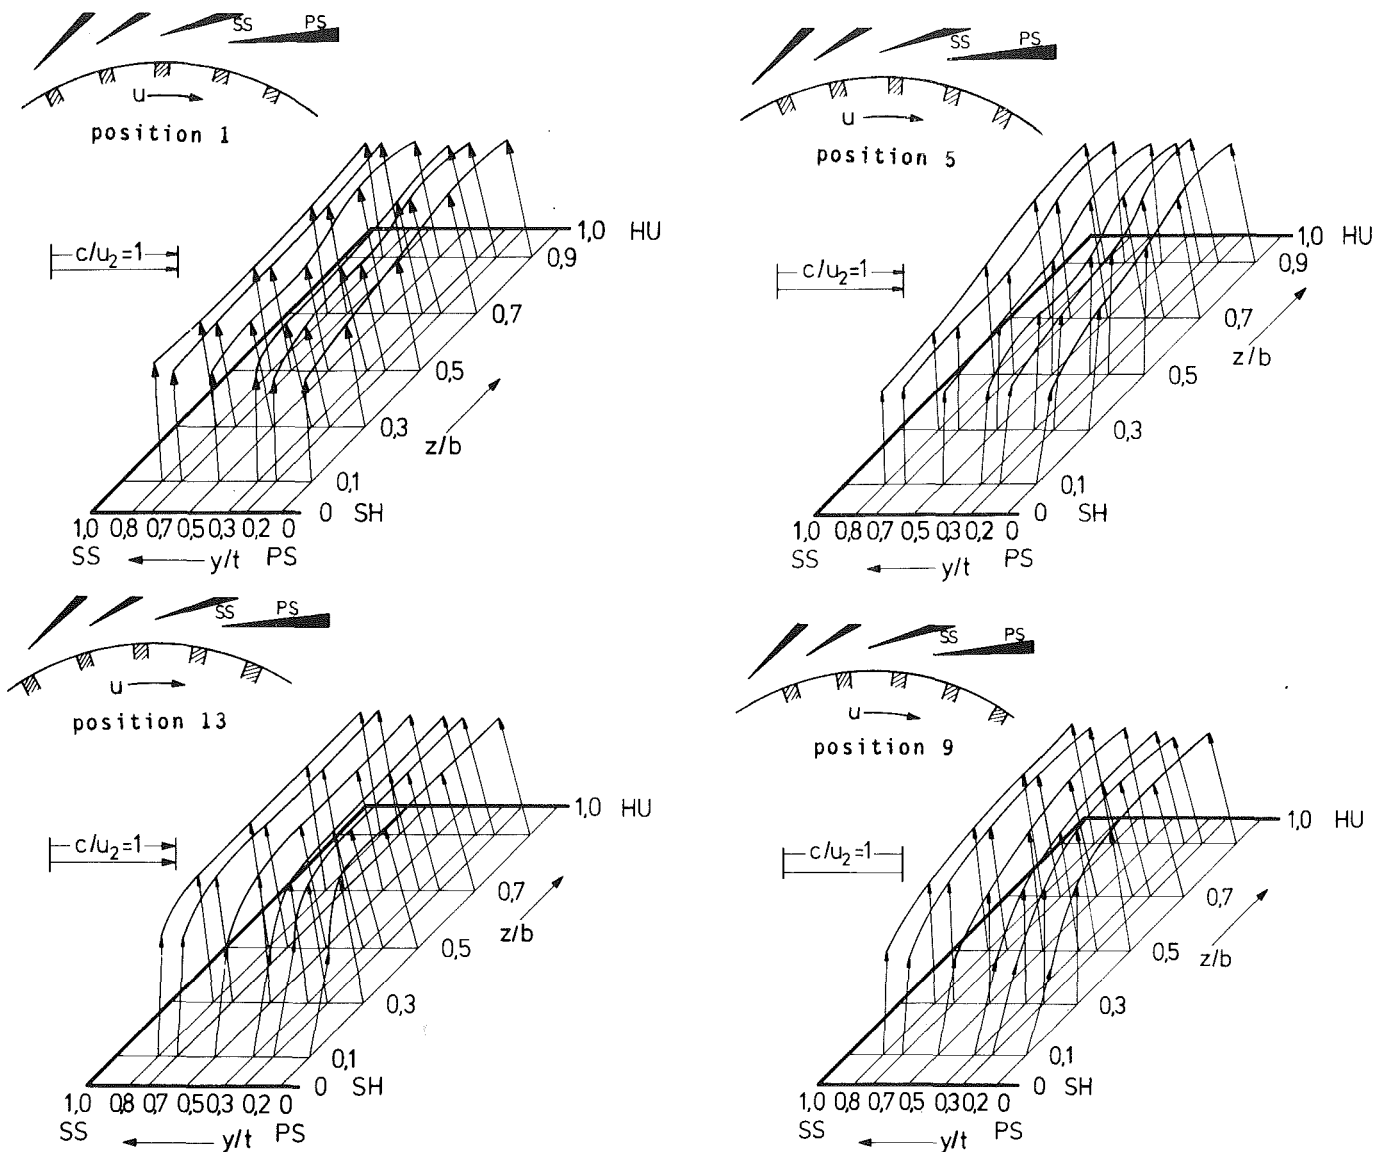 SS PS
u
position 1
c/u₂=1
1,0 HU
0,9
0,7
0,5
0,3
z/b
0,1
0 SH
1,0 0,8 0,7 0,5 0,3 0,2 0
SS y/t PS
SS PS
u
position 5
c/u₂=1
1,0 HU
0,9
0,7
z/b
0,5
0,3
0,1
0 SH
1,0 0,8 0,7 0,5 0,3 0,2 0
SS y/t PS
SS PS
u
position 13
c/u₂=1
1,0 HU
0,7
z/b
0,5
0,3
0,1
0 SH
1,0 0,8 0,7 0,5 0,3 0,2 0
SS y/t PS
SS PS
u
position 9
c/u₂=1
1,0 HU
0,7
z/b
0,5
0,3
0,1
0 SH
1,0 0,8 0,7 0,5 0,3 0,2 0
SS y/t PS